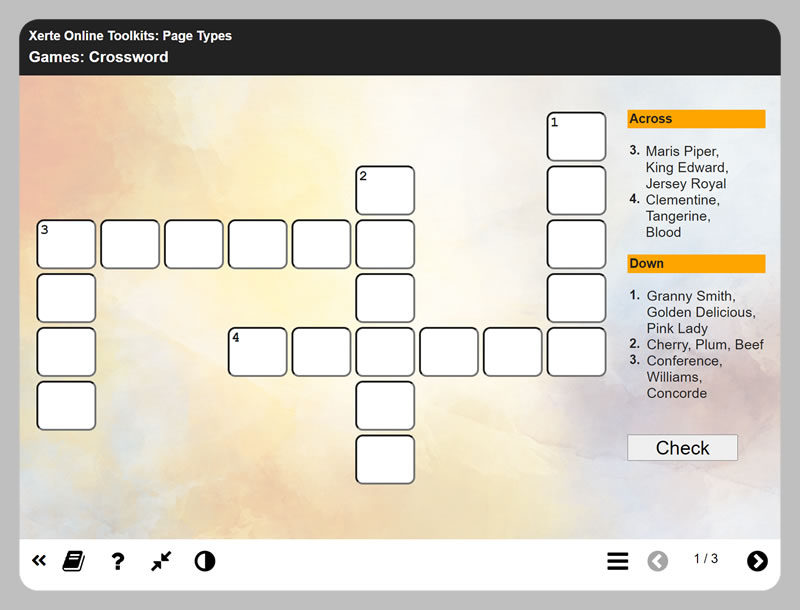 Xerte Online Toolkits: Page Types
Games: Crossword
1
2
3
4
Across
3. Maris Piper,
King Edward,
Jersey Royal
4. Clementine,
Tangerine,
Blood
Down
1. Granny Smith,
Golden Delicious,
Pink Lady
2. Cherry, Plum, Beef
3. Conference,
Williams,
Concorde
Check
«
?
1 / 3